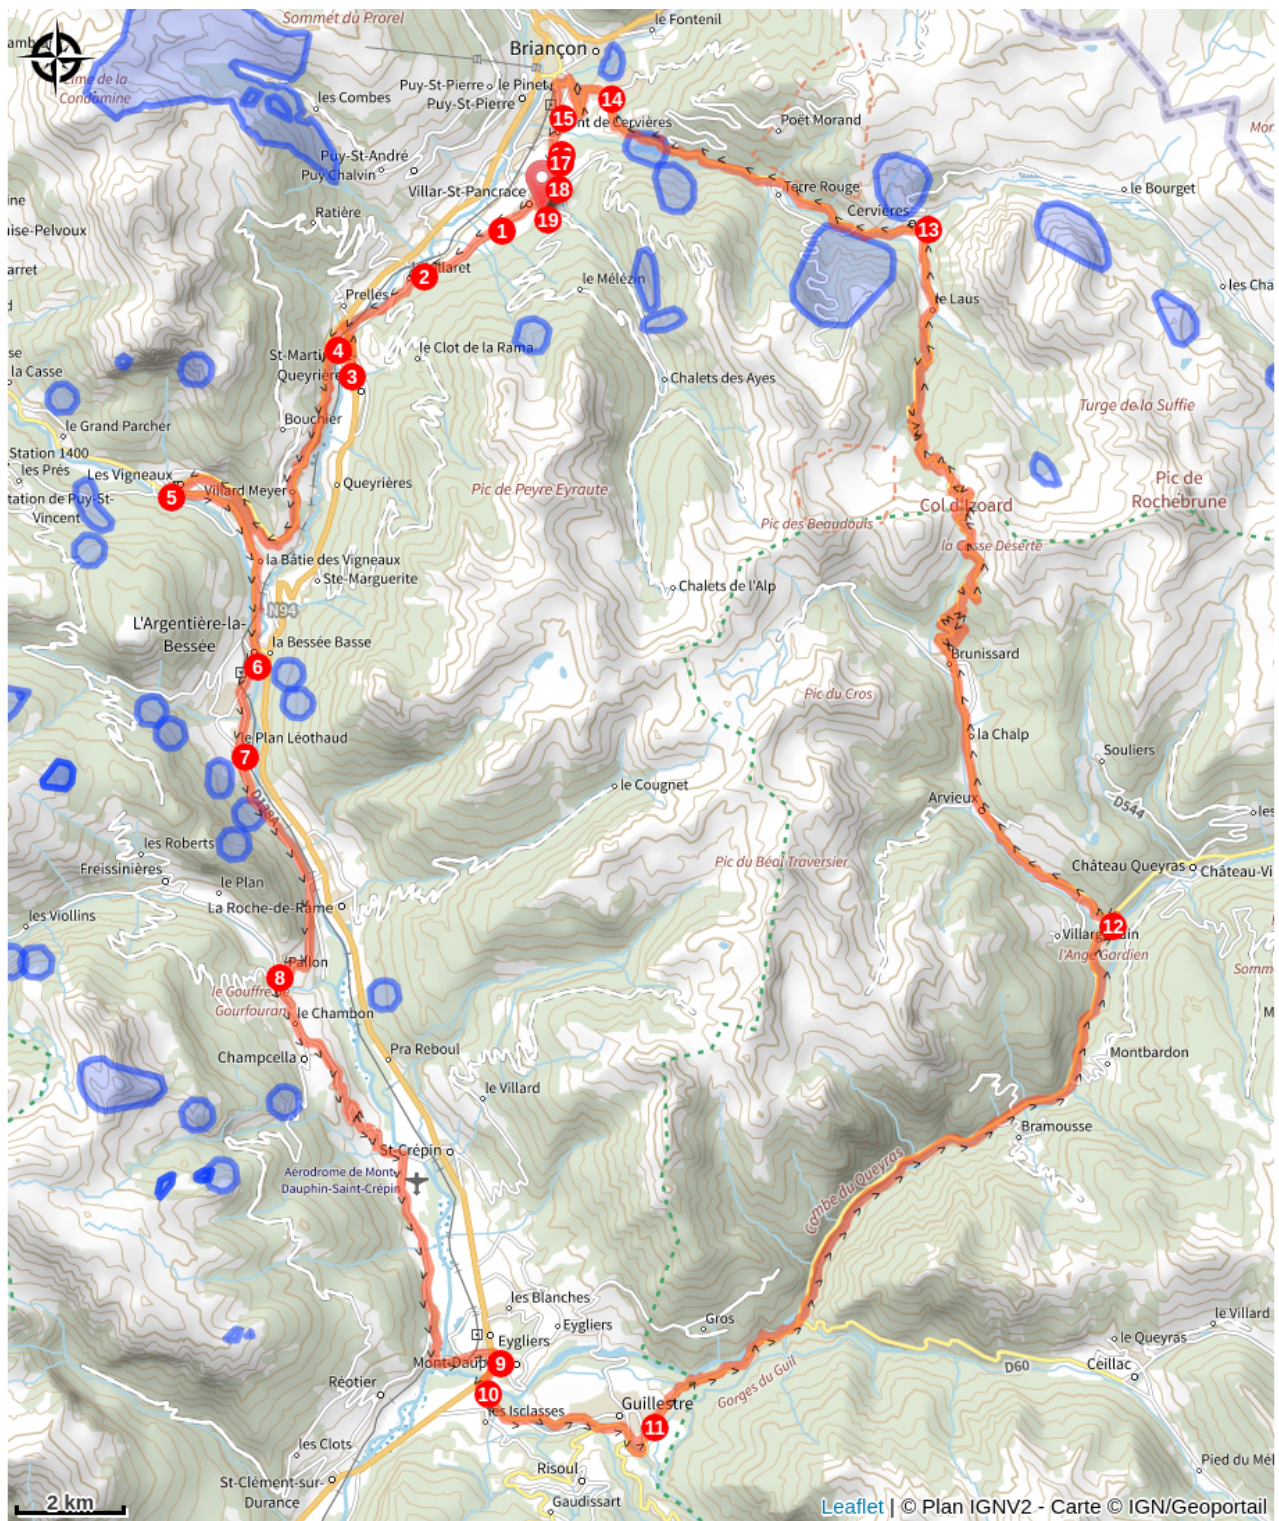 Sommet du Prorel
le Fontenil
Briançon
Cime de la
Condamine
Puy-St-Pierre
le Pinet
les Combes
Puy-St-Pierre
14
15
Pont de Cervières
Poët Morand
Puy-St-André
Puy Chalvin
17
Villar-St-Pancrace
18
Terre Rouge
le Bourget
Ratière
19
Cervières
13
1
2
le Mélézin
Prelles
le Laus
les Cha
4
le Clot de la Rama
la Casse
Queyrières
3
Chalets des Ayes
Turge de la Suffie
le Grand Parcher
Bouchier
Station 1400
les Prés
Les Vigneaux
Villard Meyer
Queyrières
Pic de Peyre Eyraute
Pic de
Rochebrune
5
Vincent
Col d'Izoard
Pic des Beaudouis
la Casse Déserte
la Bâtie des Vigneaux
Ste-Marguerite
Chalets de l'Alp
N94
L'Argentière-la-
Bessée
la Bessée Basse
6
Brunissard
Pic du Cros
le Plan Léothaud
la Chalp
Souliers
7
le Cougnet
Arvieux
D544
D138A
les Roberts
Freissinières
Pic du Béal Traversier
Château Queyras
Château-Vi
le Plan
La Roche-de-Rame
les Viollins
12
l'Ange Gardien
Pallon
8
le Gouffre de
Gourfouran
le Chambon
Champcella
Pra Reboul
Montbardon
le Villard
Bramousse
St-Crépin
Aérodrome de Mont-
Dauphin-Saint-Crépin
Combe du Queyras
les Blanches
Eygliers
Gros
le Villard
Eygliers
le Queyras
Mont-Dauphin
9
D60
Ceillac
Réotier
10
Gorges du Guil
les Isclasses
Guillestre
11
les Clots
Risoul
St-Clément-sur-
Durance
Gaudissart
Pied du Mél
2 km
Leaflet | © Plan IGNV2 - Carte © IGN/Geoportail